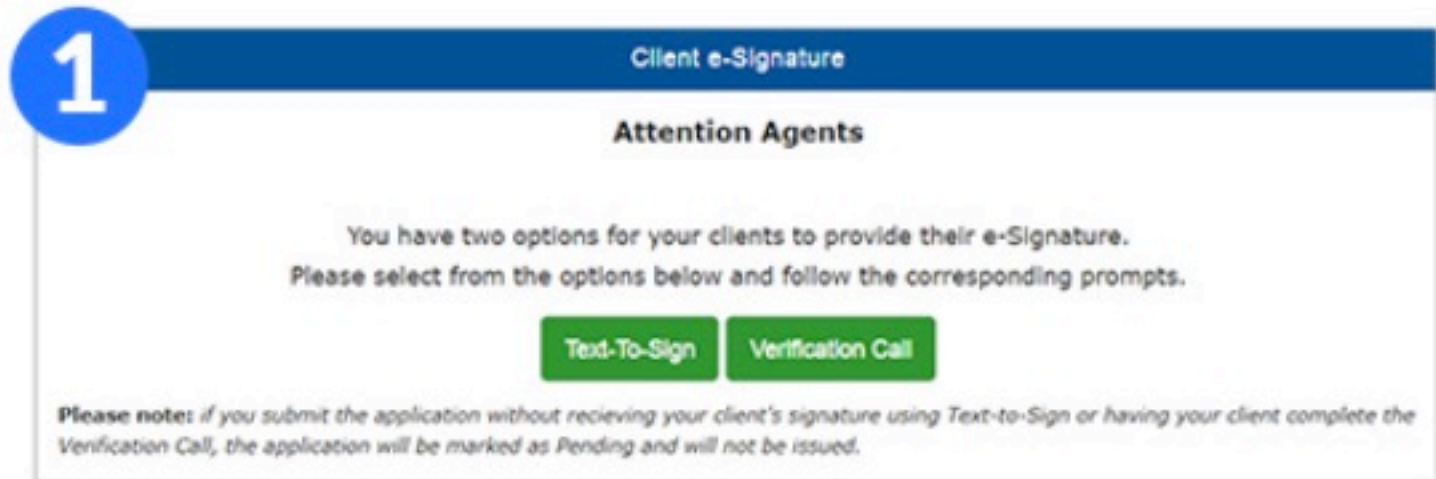 1
Client e-Signature
Attention Agents
You have two options for your clients to provide their e-Signature.
Please select from the options below and follow the corresponding prompts.
Text-To-Sign Verification Call
Please note: if you submit the application without recieving your client's signature using Text-to-Sign or having your client complete the
Verification Call, the application will be marked as Pending and will not be issued.